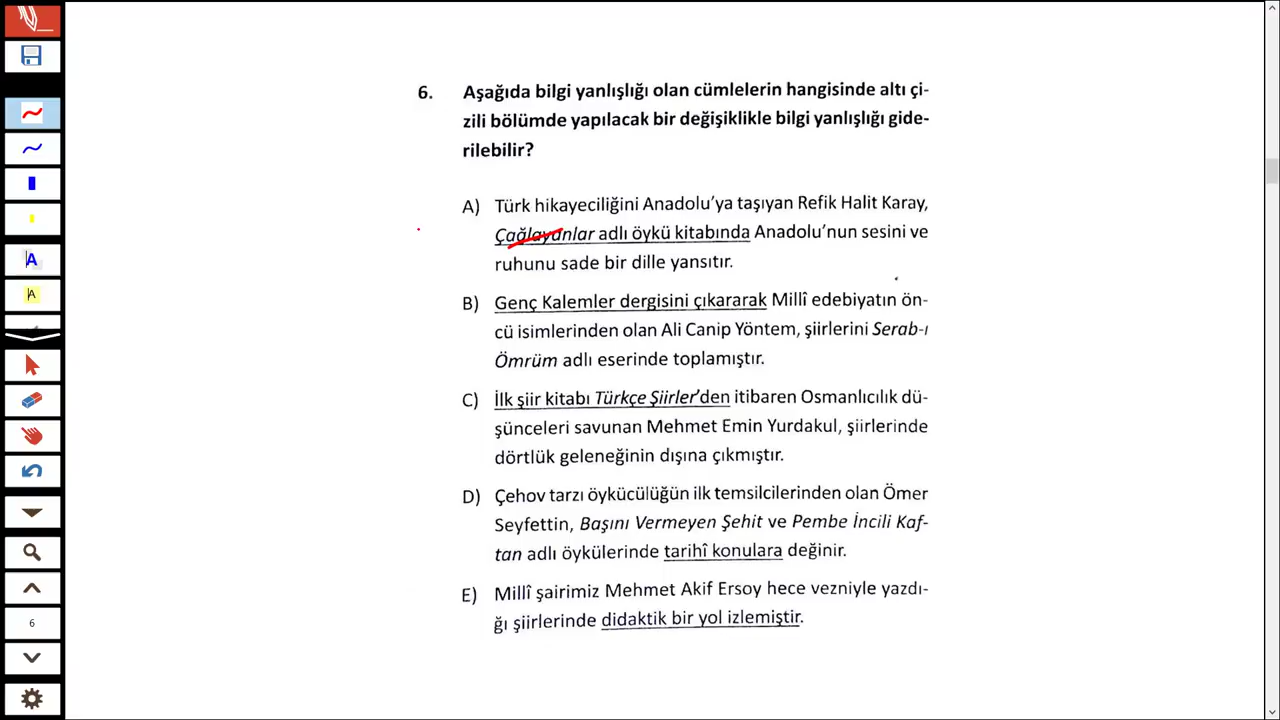 6. Aşağıda bilgi yanlışlığı olan cümlelerin hangisinde altı çi-
zili bölümde yapılacak bir değişiklikle bilgi yanlışlığı gide-
rilebilir?
A) Türk hikayeciliğini Anadolu'ya taşıyan Refik Halit Karay,
Çağlayanlar adlı öykü kitabında Anadolu'nun sesini ve
ruhunu sade bir dille yansıtır.
B) Genç Kalemler dergisini çıkararak Millî edebiyatın ön-
cü isimlerinden olan Ali Canip Yöntem, şiirlerini Serab-ı
Ömrüm adlı eserinde toplamıştır.
C) İlk şiir kitabı Türkçe Şiirler'den itibaren Osmanlıcılık dü-
şünceleri savunan Mehmet Emin Yurdakul, şiirlerinde
dörtlük geleneğinin dışına çıkmıştır.
D) Çehov tarzı öykücülüğün ilk temsilcilerinden olan Ömer
Seyfettin, Başını Vermeyen Şehit ve Pembe İncili Kaf-
tan adlı öykülerinde tarihî konulara değinir.
E) Millî şairimiz Mehmet Akif Ersoy hece vezniyle yazdı-
ğı şiirlerinde didaktik bir yol izlemiştir.
A
A
6